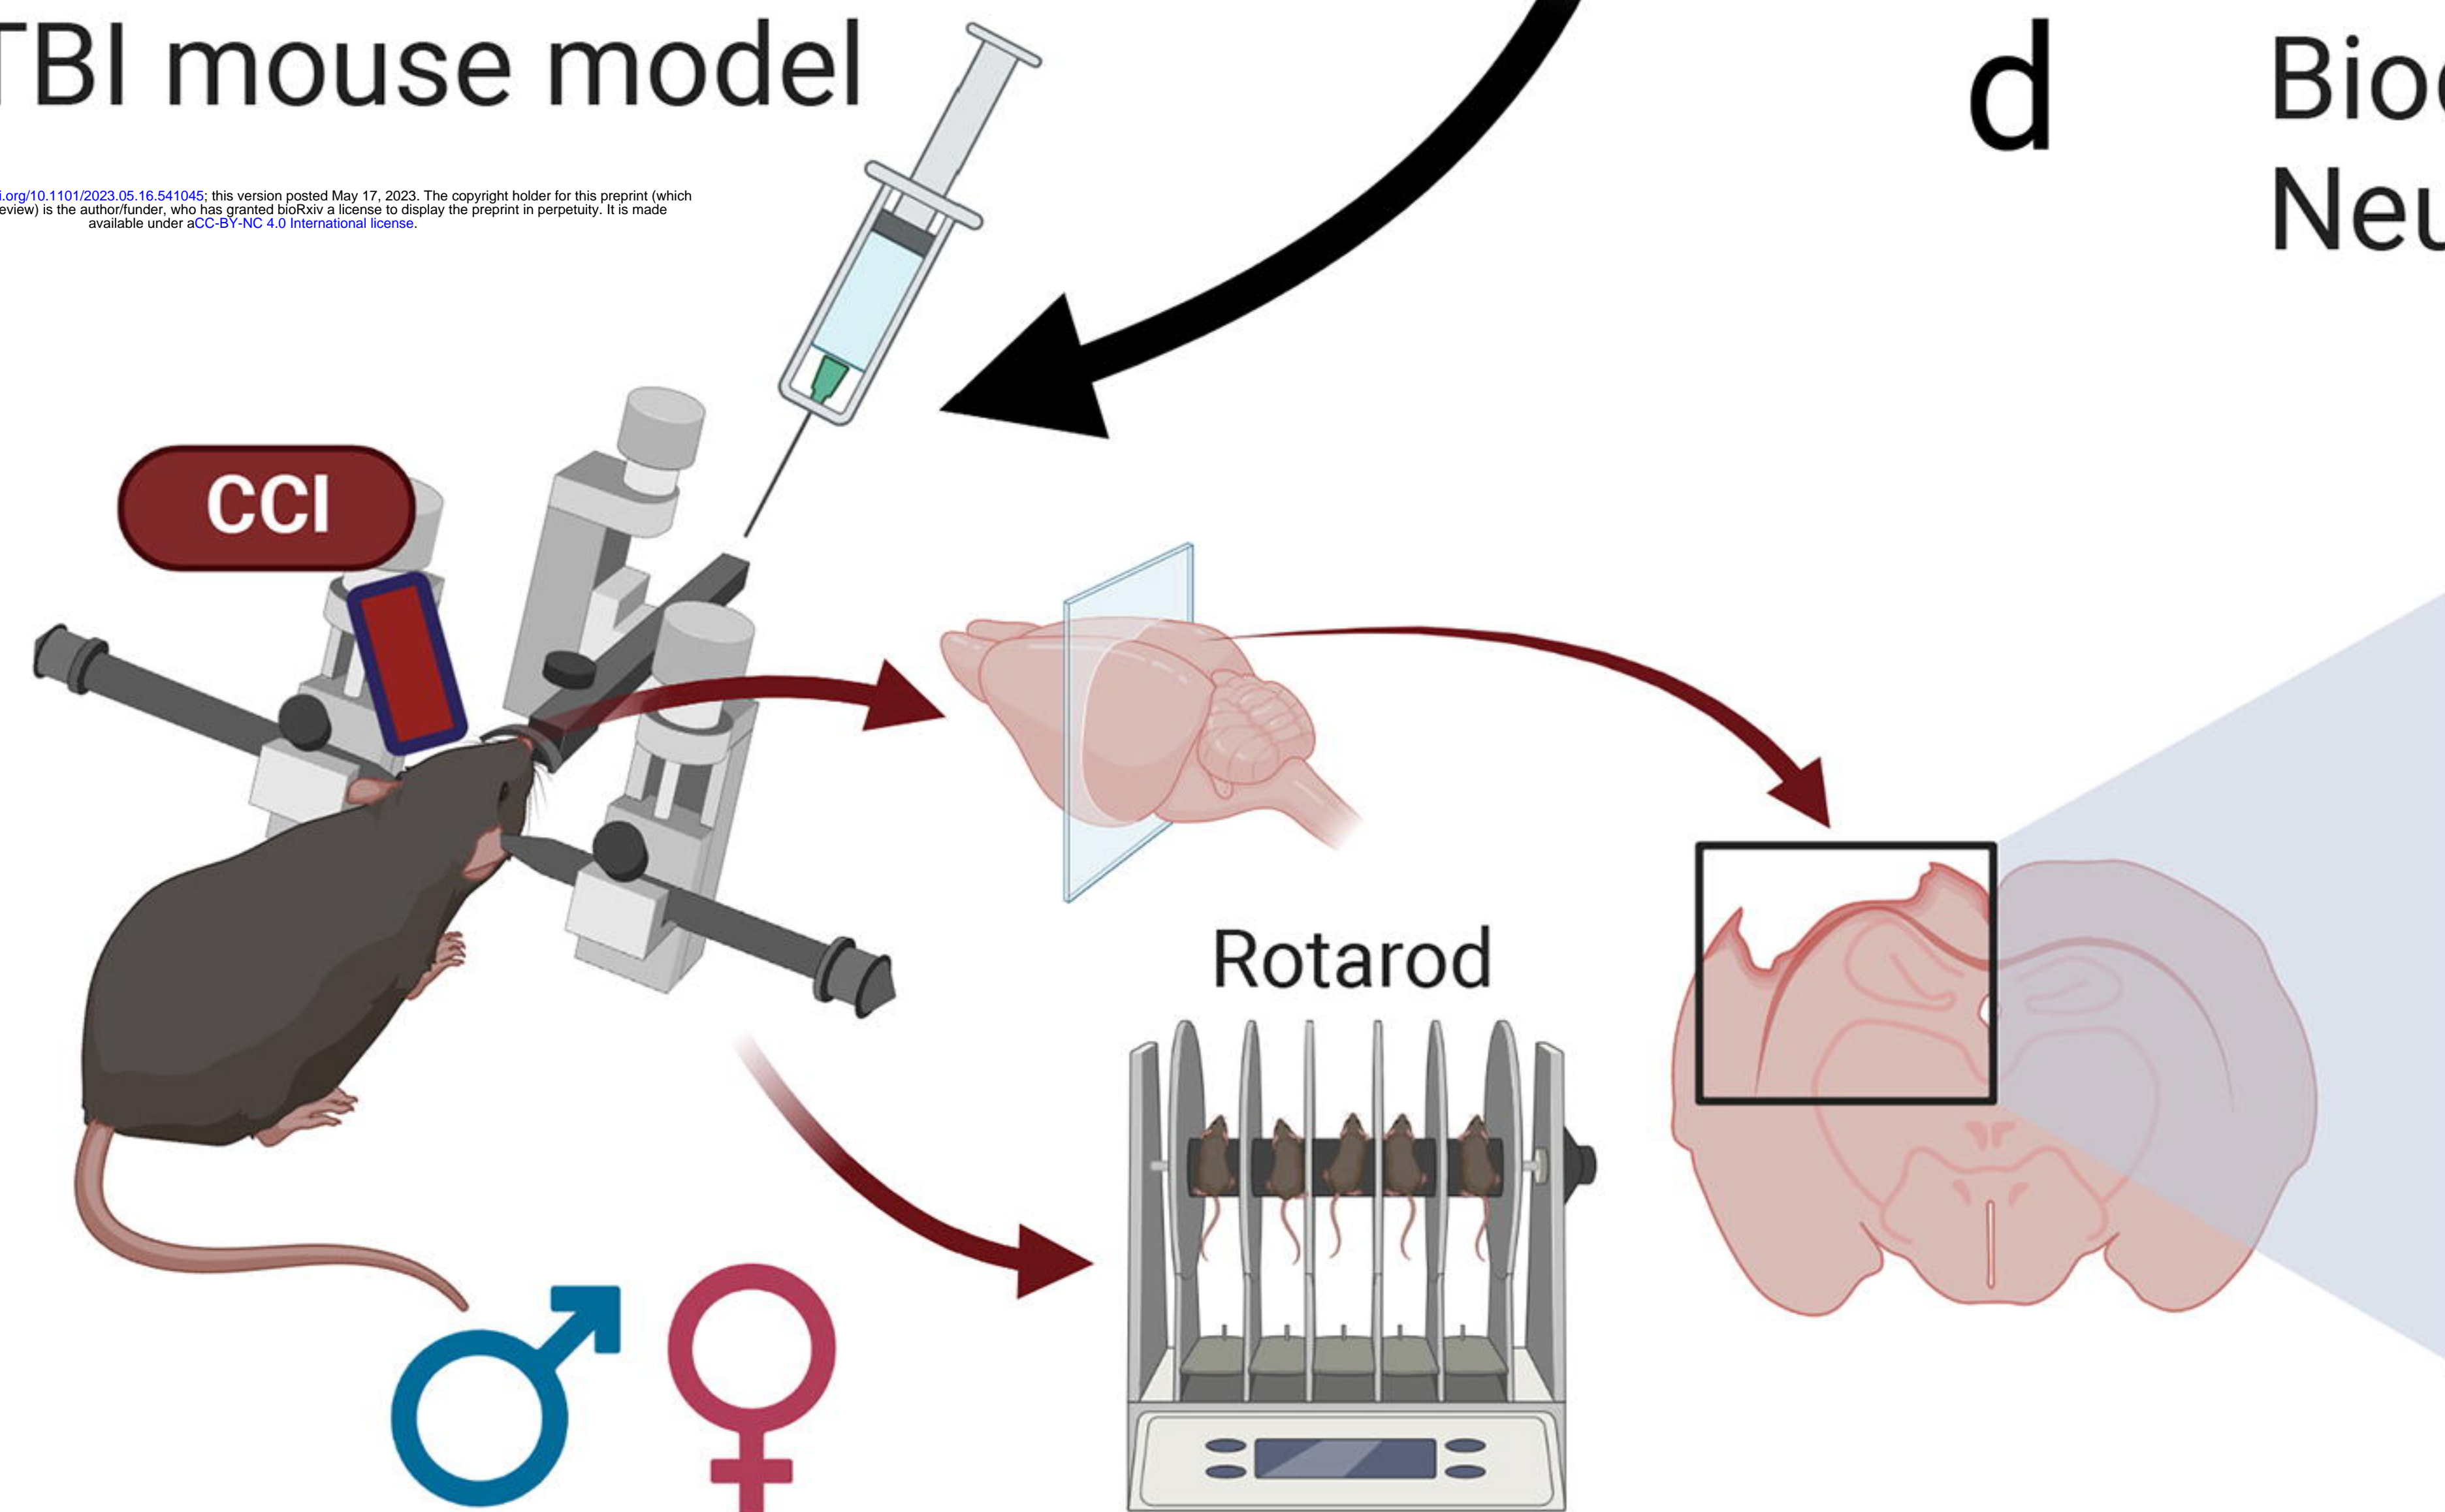 TBI mouse model
d
i.org/10.1101/2023.05.16.541045; this version posted May 17, 2023. The copyright holder for this preprint (which
eview) is the author/funder, who has granted bioRxiv a license to display the preprint in perpetuity. It is made
available under aCC-BY-NC 4.0 International license.
CCI
Rotarod